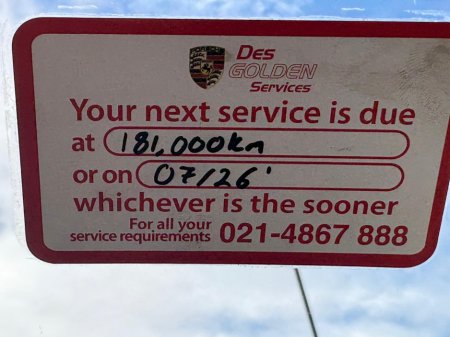 Des
GOLDEN
Services
Your next service is due
at 181,000km
or on 07/26'
whichever is the sooner
For all your
service requirements 021-4867 888